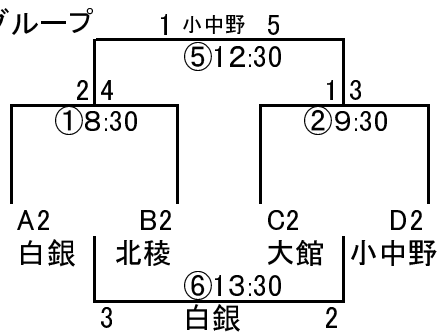 グループ
1 小中野 5
⑤12:30
2 4 1 3
①8:30 ②9:30
A2 B2 C2 D2
白銀 北稜 大館 小中野
⑥13:30
3 白銀 2